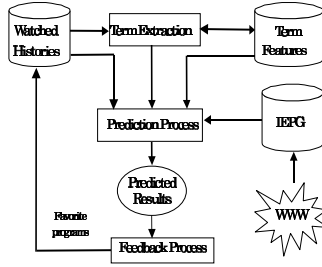 Watched
Histories
Term Extraction
Term
Features
Prediction Process
IEPG
Predicted
Results
WWW
Favorite
programs
Feedback Process